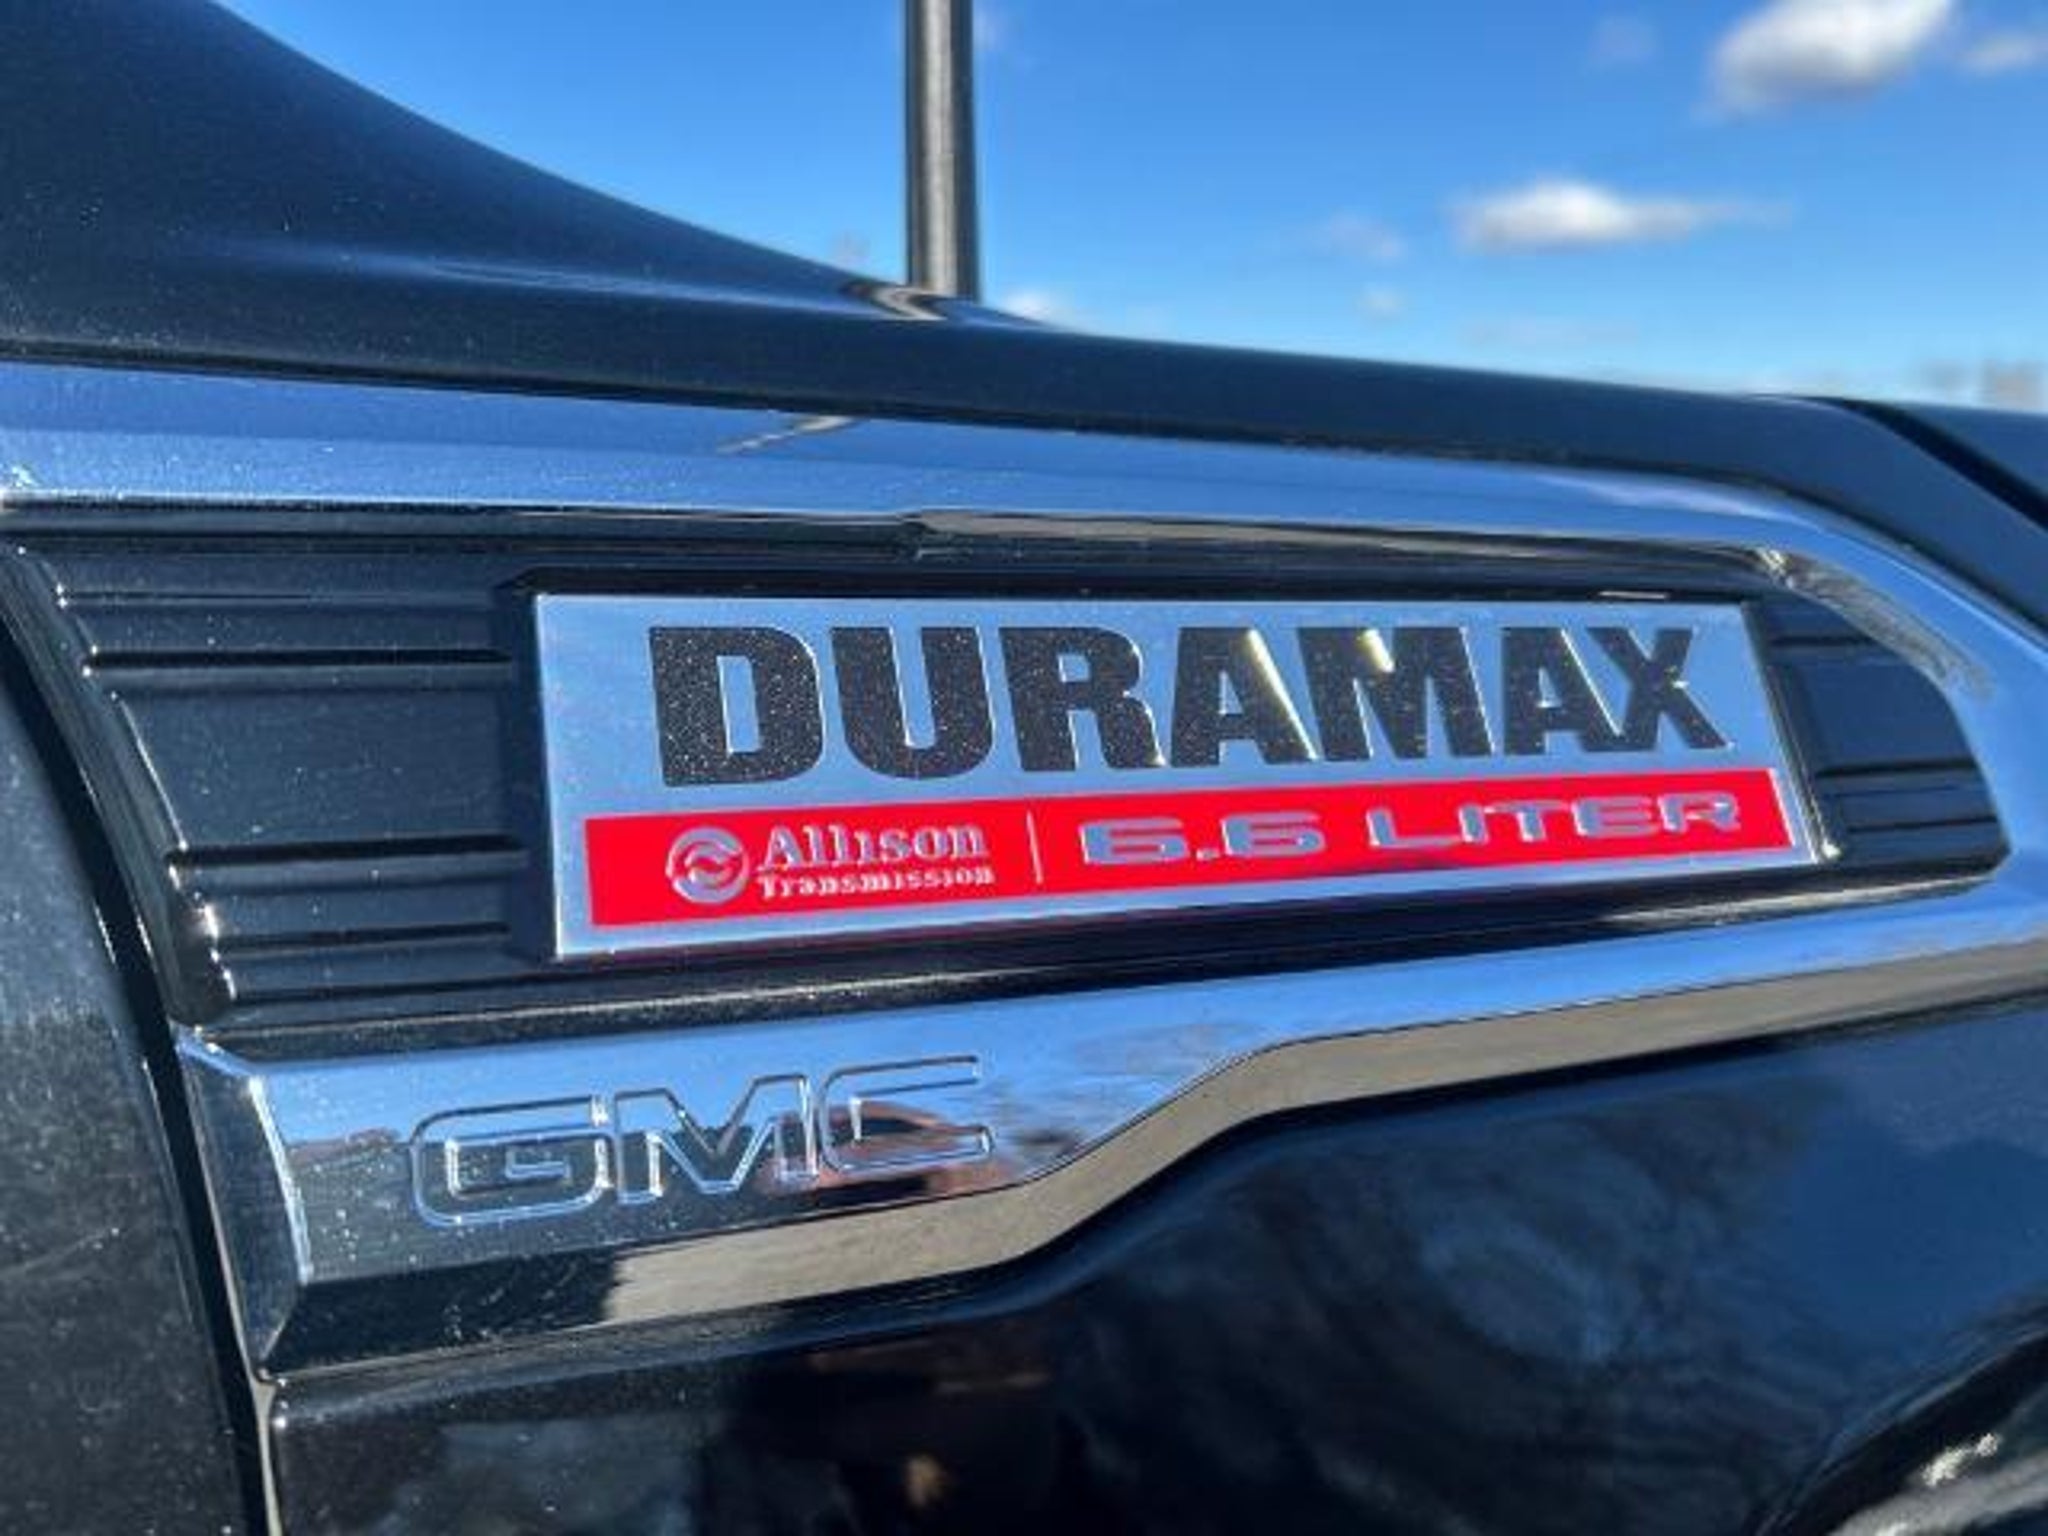 DURAMAX
Allison
Transmission
6.6 LITER
GMC